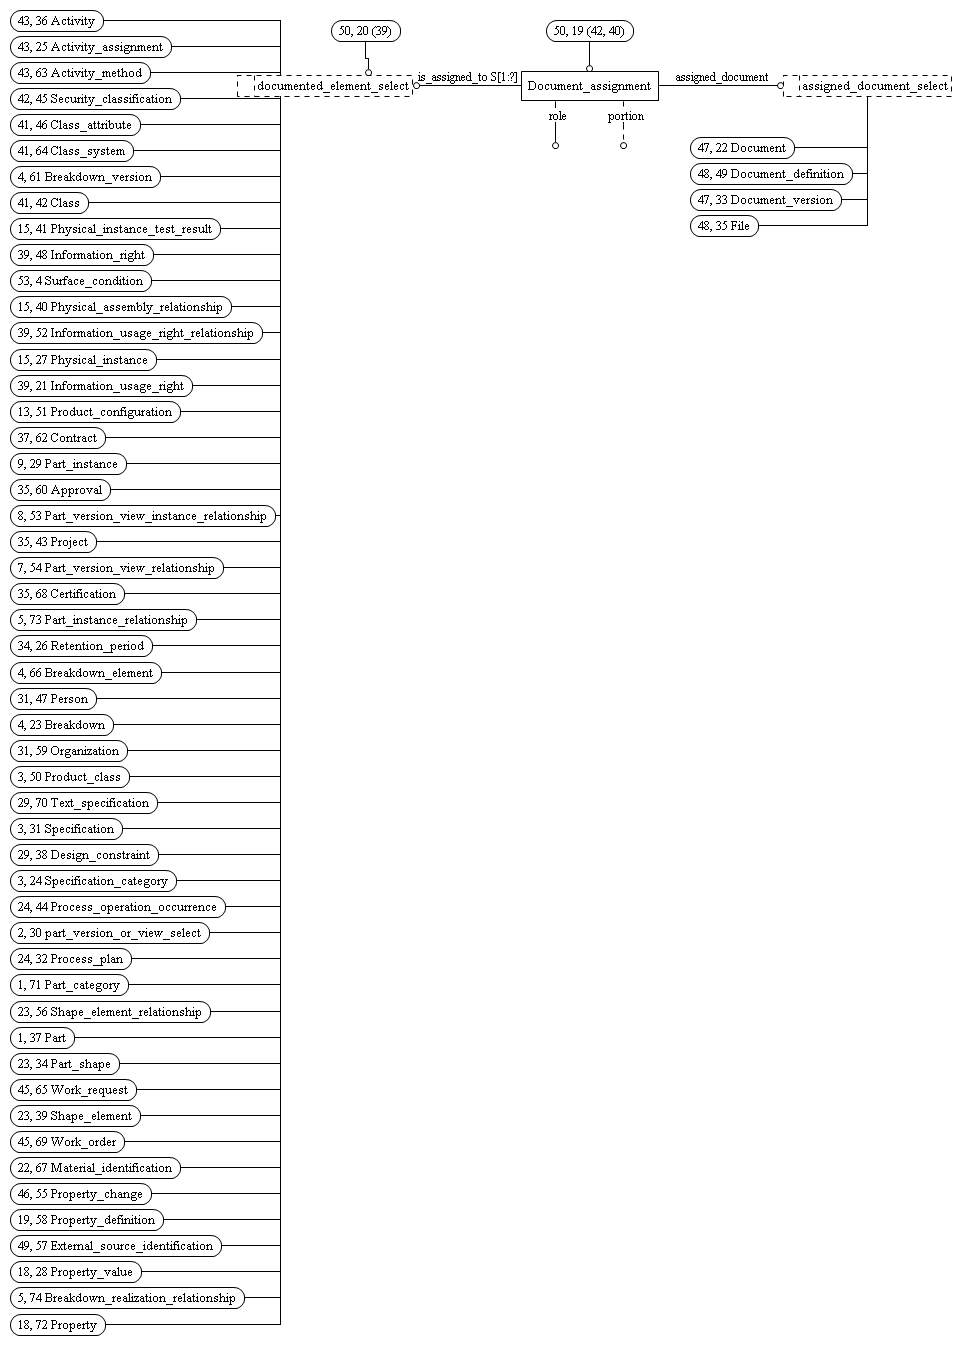 43, 36 Activity
50, 20 (39)
50, 19 (42, 40)
43, 25 Activity_assignment
43, 63 Activity_method
is_assigned_to S[1:?]
assigned_document
documented_element_select
Document_assignment
assigned_document_select
42, 45 Security_classification
role
portion
41, 46 Class_attribute
41, 64 Class_system
47, 22 Document
4, 61 Breakdown_version
48, 49 Document_definition
41, 42 Class
47, 33 Document_version
15, 41 Physical_instance_test_result
48, 35 File
39, 48 Information_right
53, 4 Surface_condition
15, 40 Physical_assembly_relationship
39, 52 Information_usage_right_relationship
15, 27 Physical_instance
39, 21 Information_usage_right
13, 51 Product_configuration
37, 62 Contract
9, 29 Part_instance
35, 60 Approval
8, 53 Part_version_view_instance_relationship
35, 43 Project
7, 54 Part_version_view_relationship
35, 68 Certification
5, 73 Part_instance_relationship
34, 26 Retention_period
4, 66 Breakdown_element
31, 47 Person
4, 23 Breakdown
31, 59 Organization
3, 50 Product_class
29, 70 Text_specification
3, 31 Specification
29, 38 Design_constraint
3, 24 Specification_category
24, 44 Process_operation_occurrence
2, 30 part_version_or_view_select
24, 32 Process_plan
1, 71 Part_category
23, 56 Shape_element_relationship
1, 37 Part
23, 34 Part_shape
45, 65 Work_request
23, 39 Shape_element
45, 69 Work_order
22, 67 Material_identification
46, 55 Property_change
19, 58 Property_definition
49, 57 External_source_identification
18, 28 Property_value
5, 74 Breakdown_realization_relationship
18, 72 Property